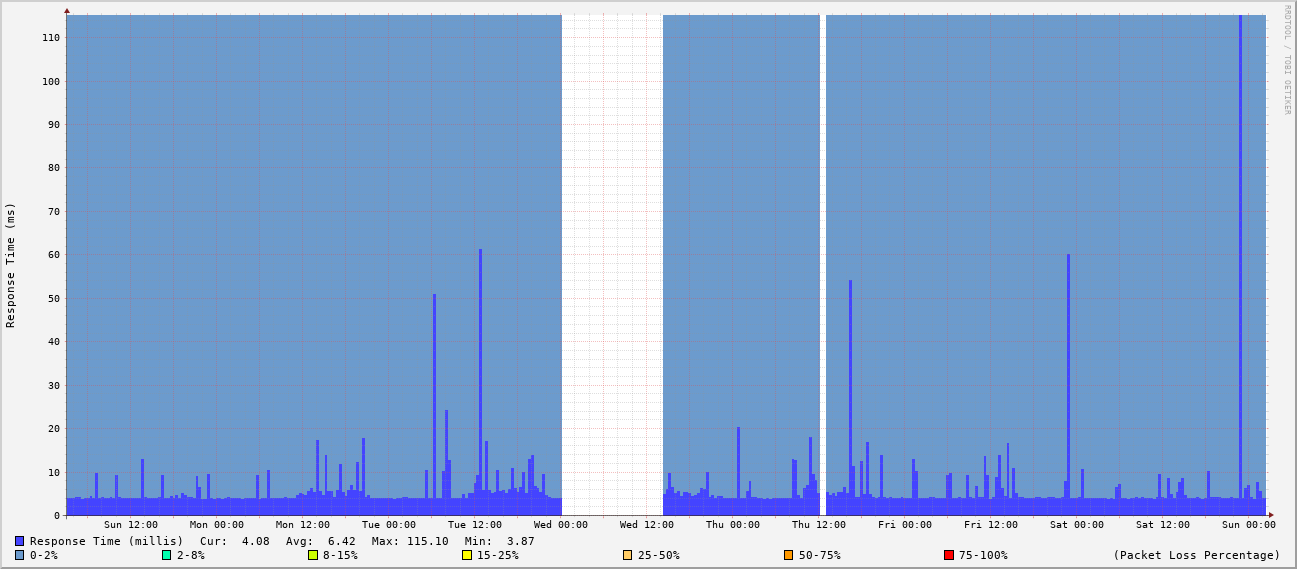 RRDTOOL / TOBI OETIKER
Response Time (ms)
110
100
90
80
70
60
50
40
30
20
10
0
Sun 12:00 Mon 00:00 Mon 12:00 Tue 00:00 Tue 12:00 Wed 00:00 Wed 12:00 Thu 00:00 Thu 12:00 Fri 00:00 Fri 12:00 Sat 00:00 Sat 12:00 Sun 00:00
Response Time (millis) Cur: 4.08 Avg: 6.42 Max: 115.10 Min: 3.87
0-2% 2-8% 8-15% 15-25% 25-50% 50-75% 75-100% (Packet Loss Percentage)